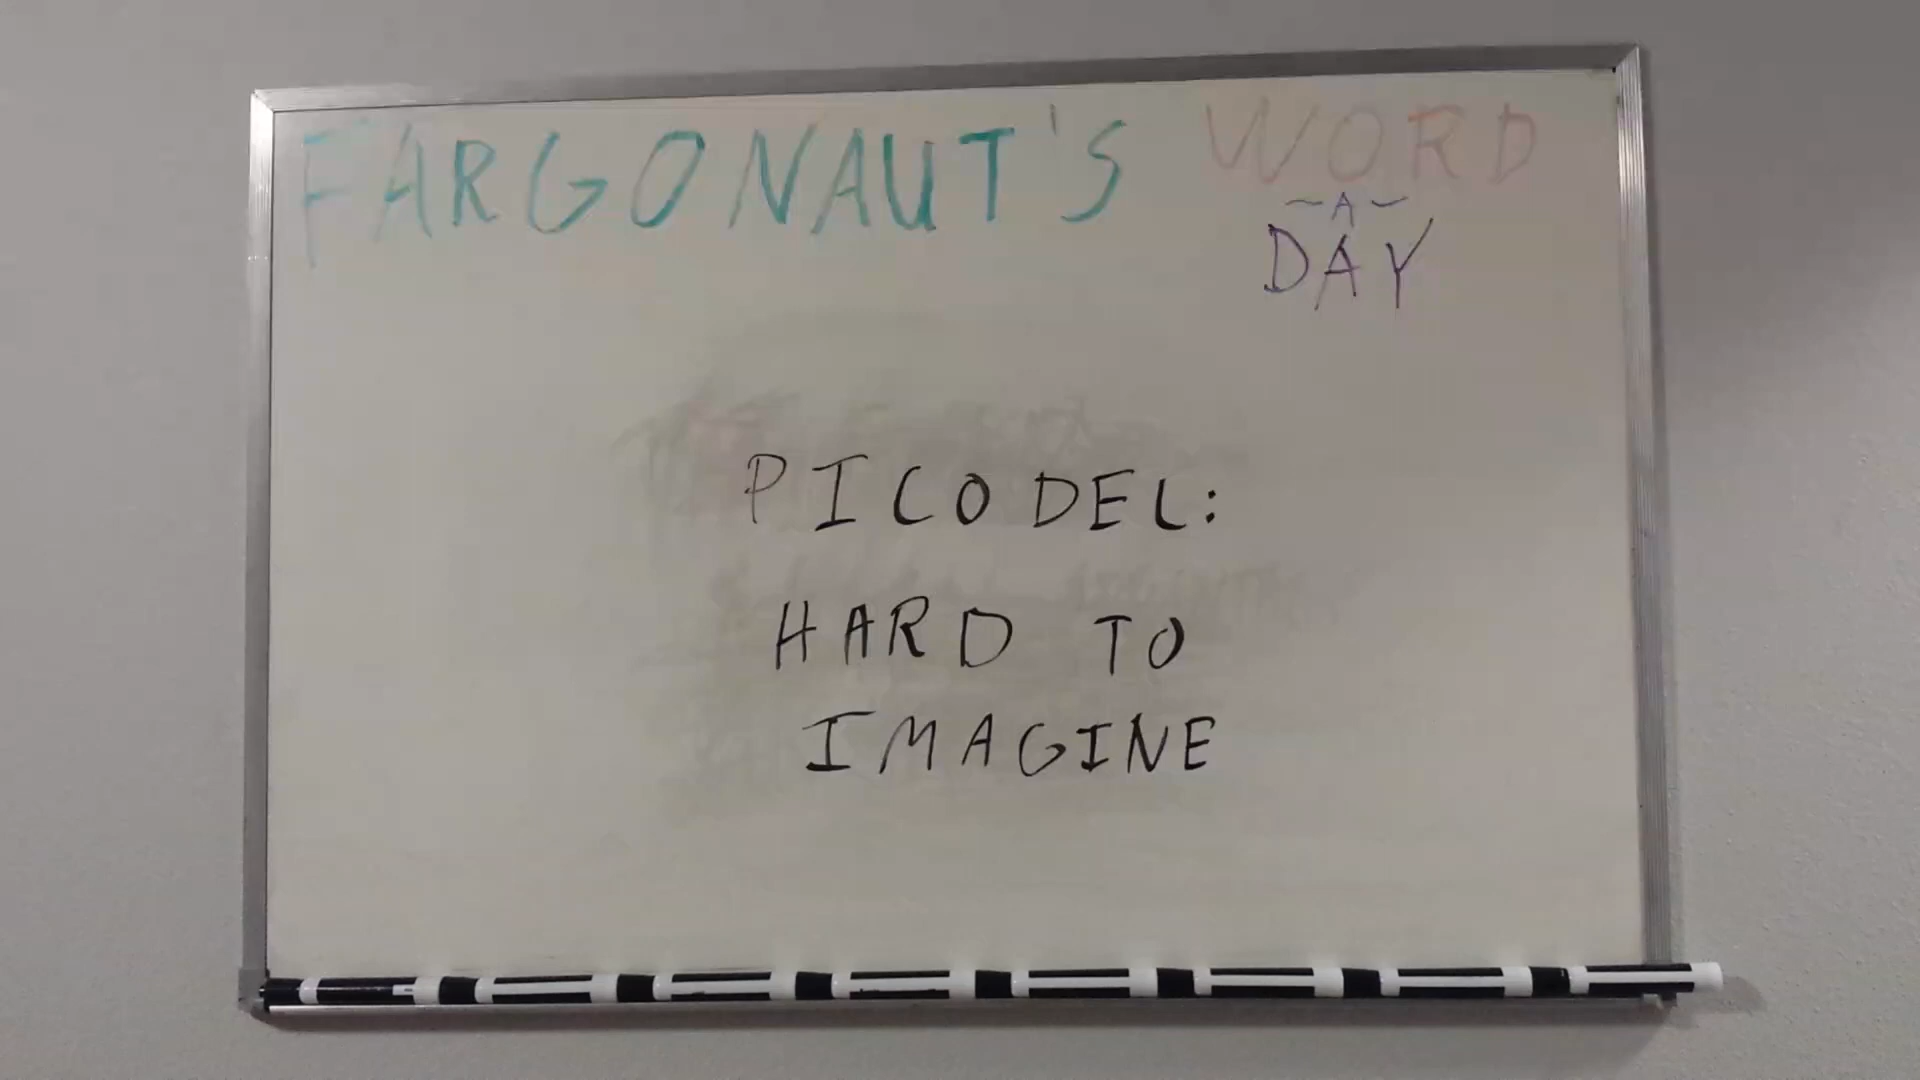 FARGONAUT'S WORD
~A~
DAY
PICODEL:
HARD TO
IMAGINE